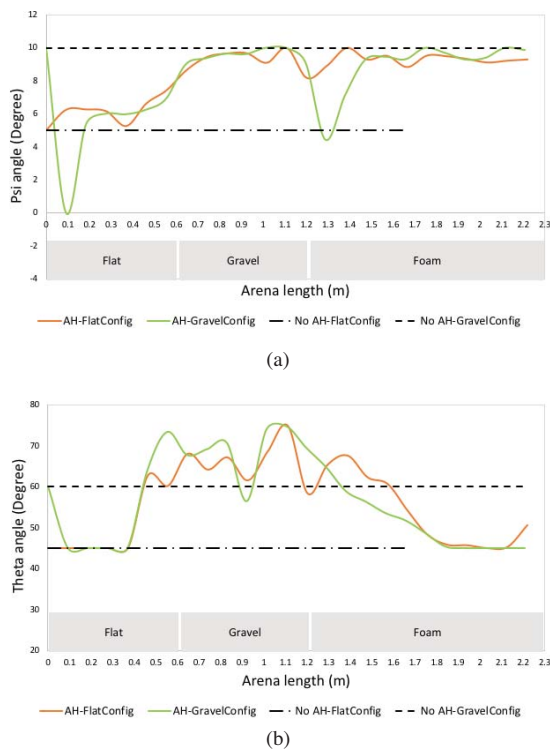 12
10
8
6
4
2
0
-2
-4
Psi angle (Degree)
0 0.1 0.2 0.3 0.4 0.5 0.6 0.7 0.8 0.9 1 1.1 1.2 1.3 1.4 1.5 1.6 1.7 1.8 1.9 2 2.1 2.2 2.3
Flat Gravel Foam
Arena length (m)
AH-FlatConfig AH-GravelConfig No AH-FlatConfig No AH-GravelConfig
(a)
80
70
60
50
40
30
20
Theta angle (Degree)
Flat Gravel Foam
0 0.1 0.2 0.3 0.4 0.5 0.6 0.7 0.8 0.9 1 1.1 1.2 1.3 1.4 1.5 1.6 1.7 1.8 1.9 2 2.1 2.2 2.3
Arena length (m)
AH-FlatConfig AH-GravelConfig No AH-FlatConfig No AH-GravelConfig
(b)